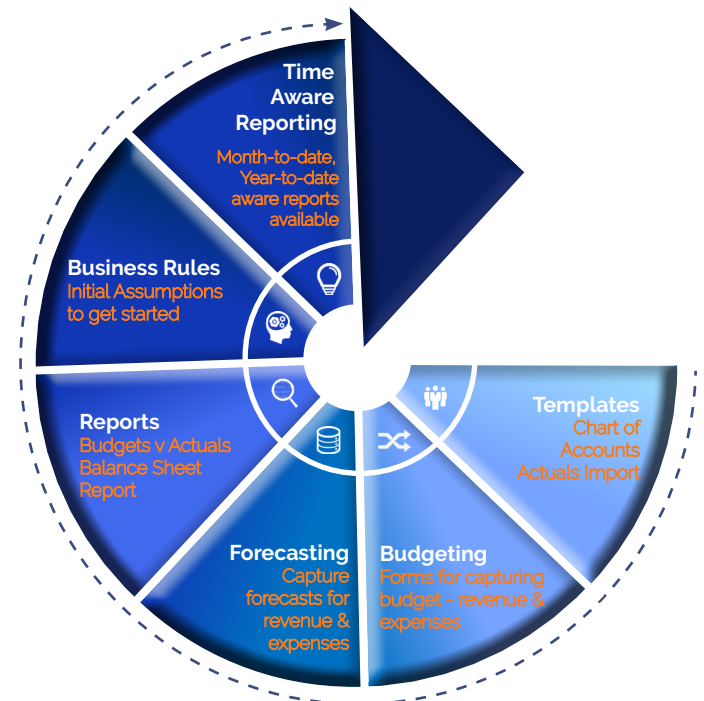 Time
Aware
Reporting
Month-to-date,
Year-to-date
aware reports
available
Business Rules
Initial Assumptions
to get started
Reports
Budgets v Actuals
Balance Sheet
Report
Forecasting
Capture
forecasts for
revenue &
expenses
Budgeting
Forms for capturing
budget - revenue &
expenses
Templates
Chart of
Accounts
Actuals Import